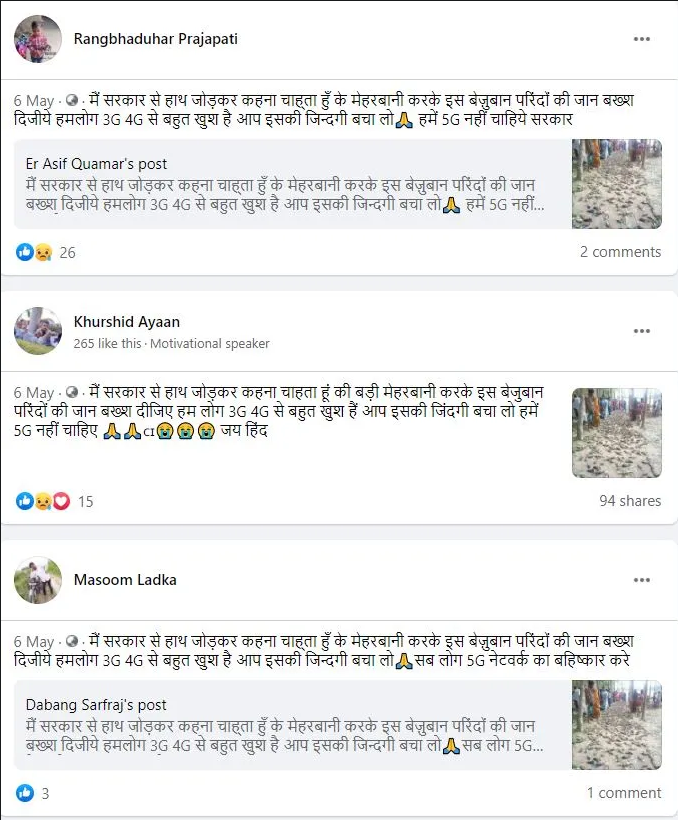 Rangbhaduhar Prajapati
6 May · मैं सरकार से हाथ जोड़कर कहना चाह्ता हुँ के मेहरबानी करके इस बेज़ुबान परिंदों की जान बख्श
दिजीये हमलोग 3G 4G से बहुत खुश है आप इसकी जिन्दगी बचा लो🙏 हमें 5G नहीं चाहिये सरकार
Er Asif Quamar's post
मैं सरकार से हाथ जोड़कर कहना चाह्ता हुँ के मेहरबानी करके इस बेज़ुबान परिंदों की जान
बख्श दिजीये हमलोग 3G 4G से बहुत खुश है आप इसकी जिन्दगी बचा लो🙏 हमें 5G नहीं...
26
2 comments
Khurshid Ayaan
265 like this · Motivational speaker
6 May · मैं सरकार से हाथ जोड़कर कहना चाहता हूं की बड़ी मेहरबानी करके इस बेजुबान
परिंदों की जान बख्श दीजिए हम लोग 3G 4G से बहुत खुश हैं आप इसकी जिंदगी बचा लो हमें
5G नहीं चाहिए 🙏🙏ᴄɪ😭😭😭 जय हिंद
15
94 shares
Masoom Ladka
6 May · मैं सरकार से हाथ जोड़कर कहना चाह्ता हुँ के मेहरबानी करके इस बेज़ुबान परिंदों की जान बख्श
दिजीये हमलोग 3G 4G से बहुत खुश है आप इसकी जिन्दगी बचा लो🙏सब लोग 5G नेटवर्क का बहिष्कार करे
Dabang Sarfraj's post
मैं सरकार से हाथ जोड़कर कहना चाह्ता हुँ के मेहरबानी करके इस बेज़ुबान परिंदों की जान
बख्श दिजीये हमलोग 3G 4G से बहुत खुश है आप इसकी जिन्दगी बचा लो🙏सब लोग 5G...
3
1 comment